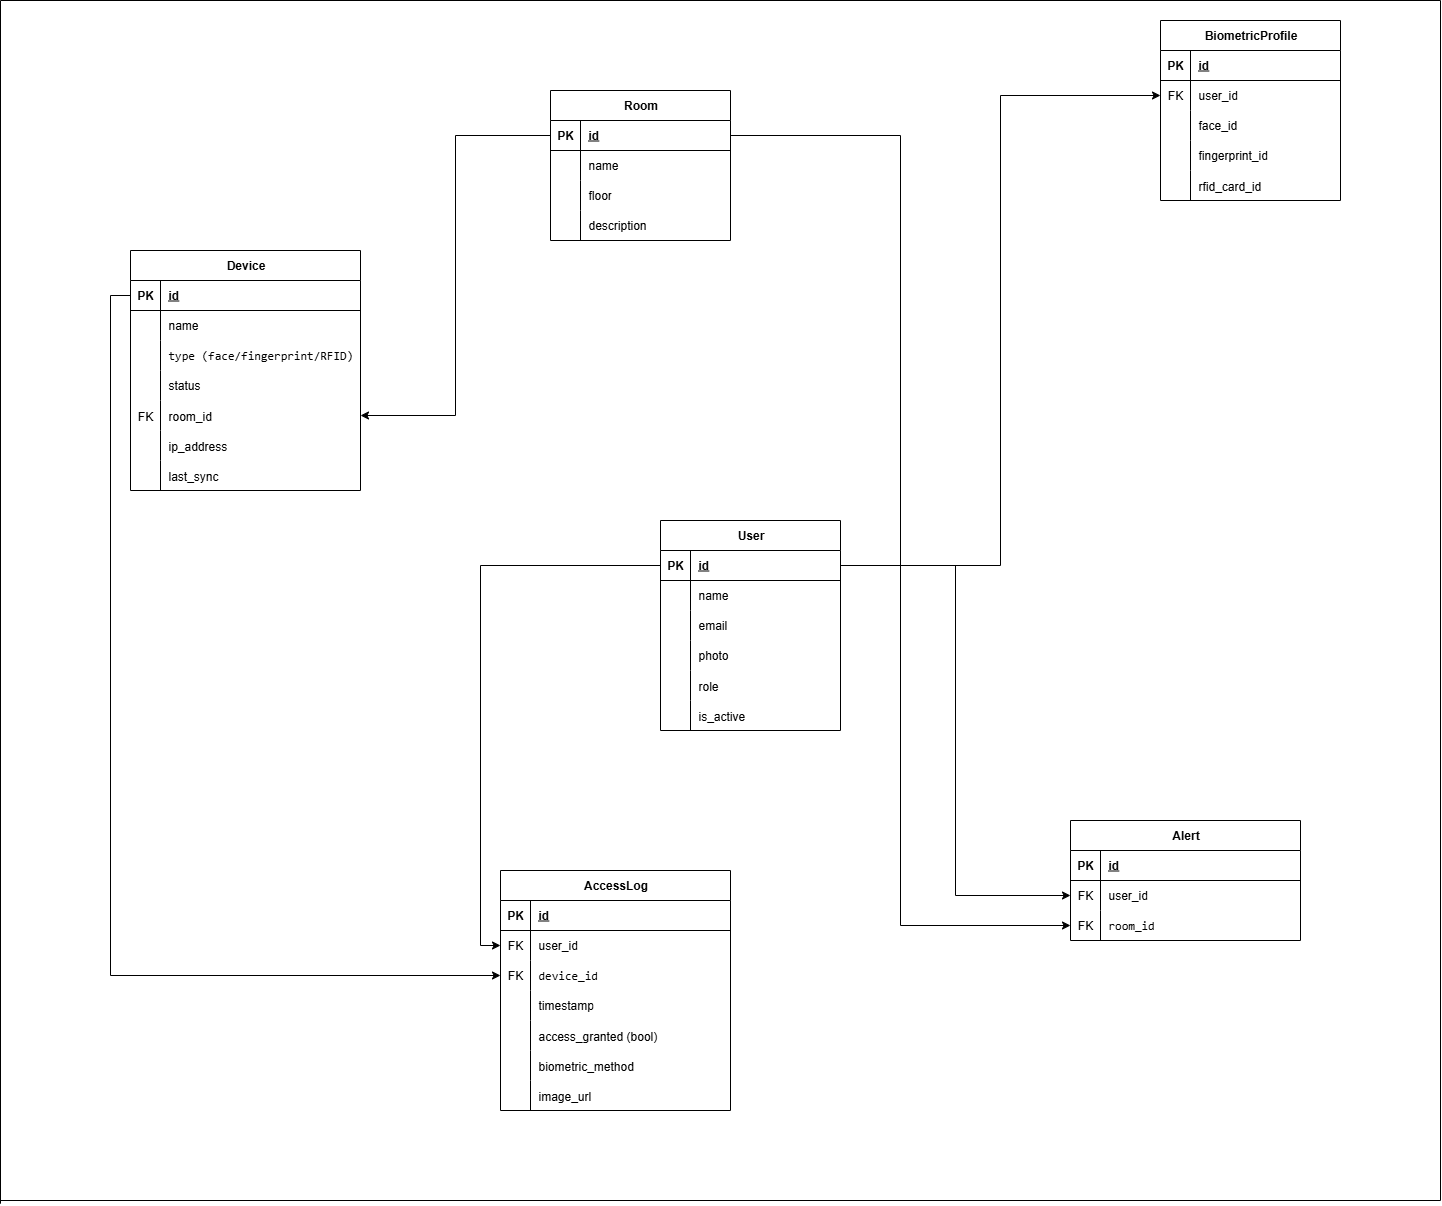 BiometricProfile
PK id
FK user_id
face_id
fingerprint_id
rfid_card_id
Room
PK id
name
floor
description
Device
PK id
name
type (face/fingerprint/RFID)
status
FK room_id
ip_address
last_sync
User
PK id
name
email
photo
role
is_active
Alert
PK id
FK user_id
FK room_id
AccessLog
PK id
FK user_id
FK device_id
timestamp
access_granted (bool)
biometric_method
image_url